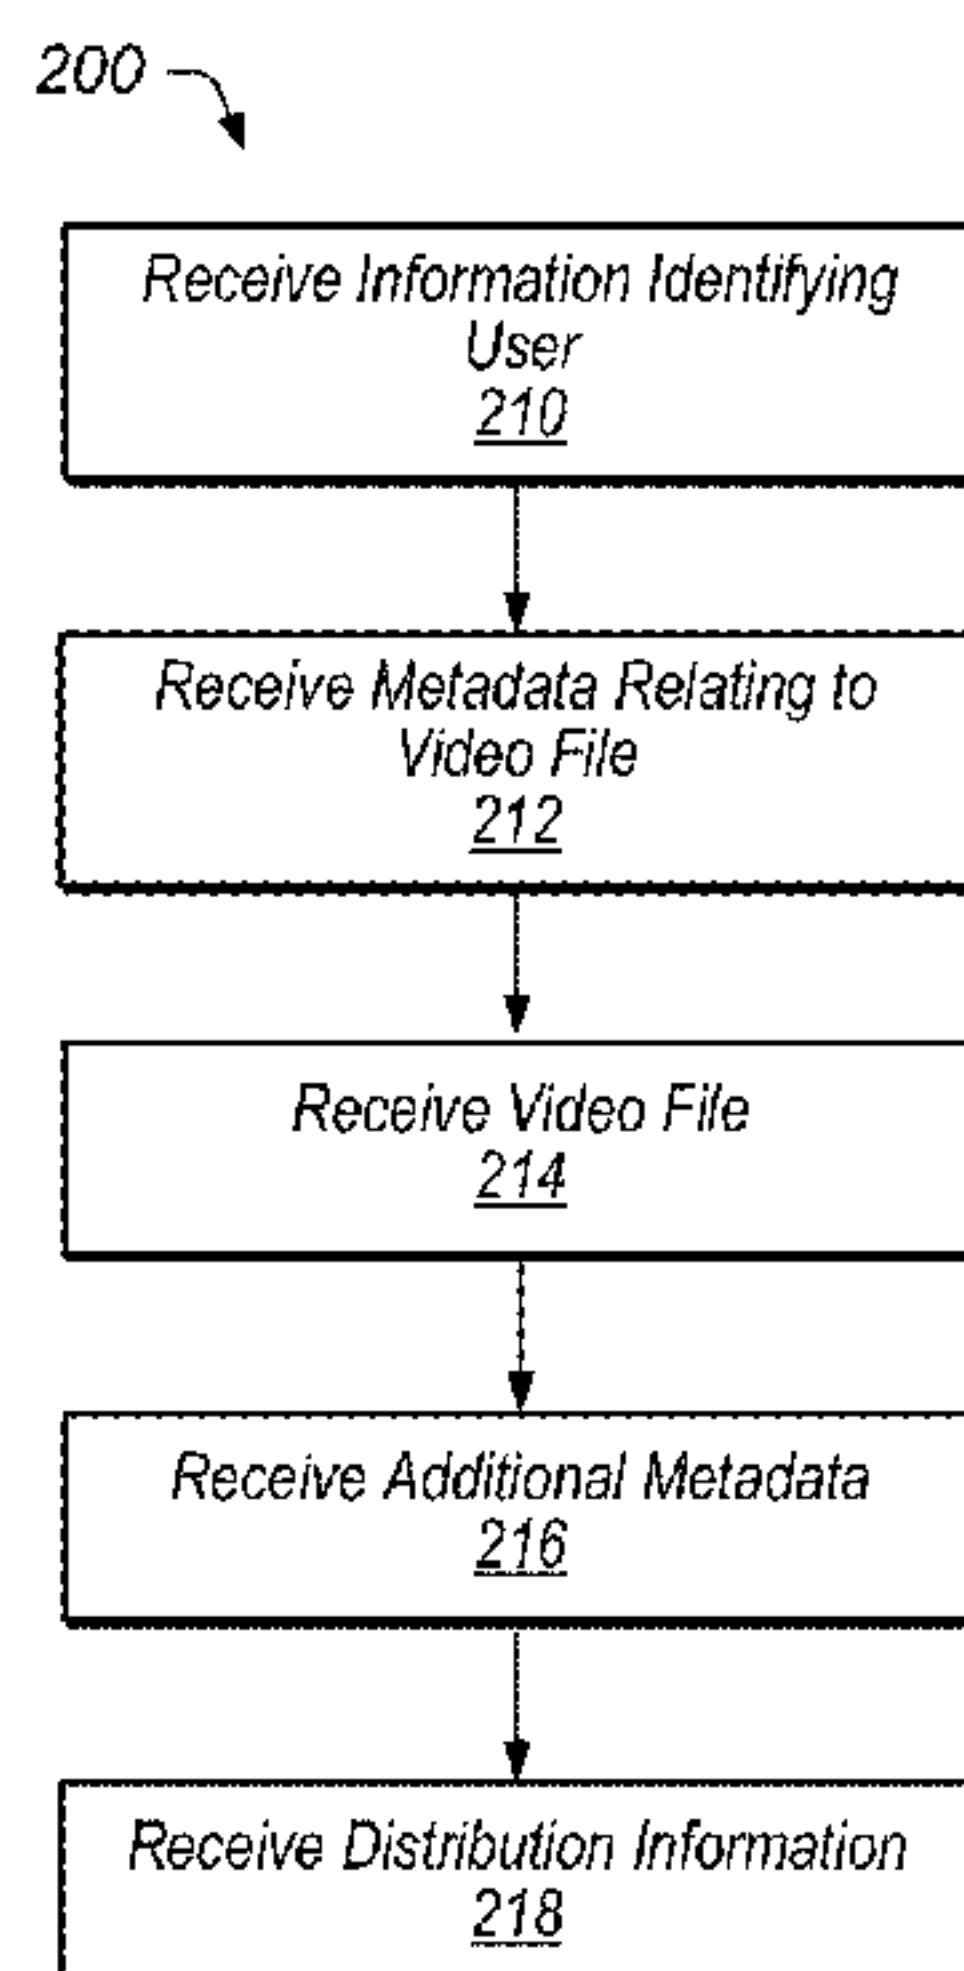 200
Receive Information Identifying
User
210
Receive Metadata Relating to
Video File
212
Receive Video File
214
Receive Additional Metadata
216
Receive Distribution Information
218